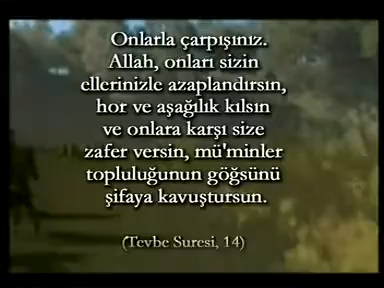 Onlarla çarpışınız.
Allah, onları sizin
ellerinizle azaplandırsın,
hor ve aşağılık kılsın
ve onlara karşı size
zafer versin, mü'minler
topluluğunun göğsünü
şifaya kavuştursun.
(Tevbe Suresi, 14)